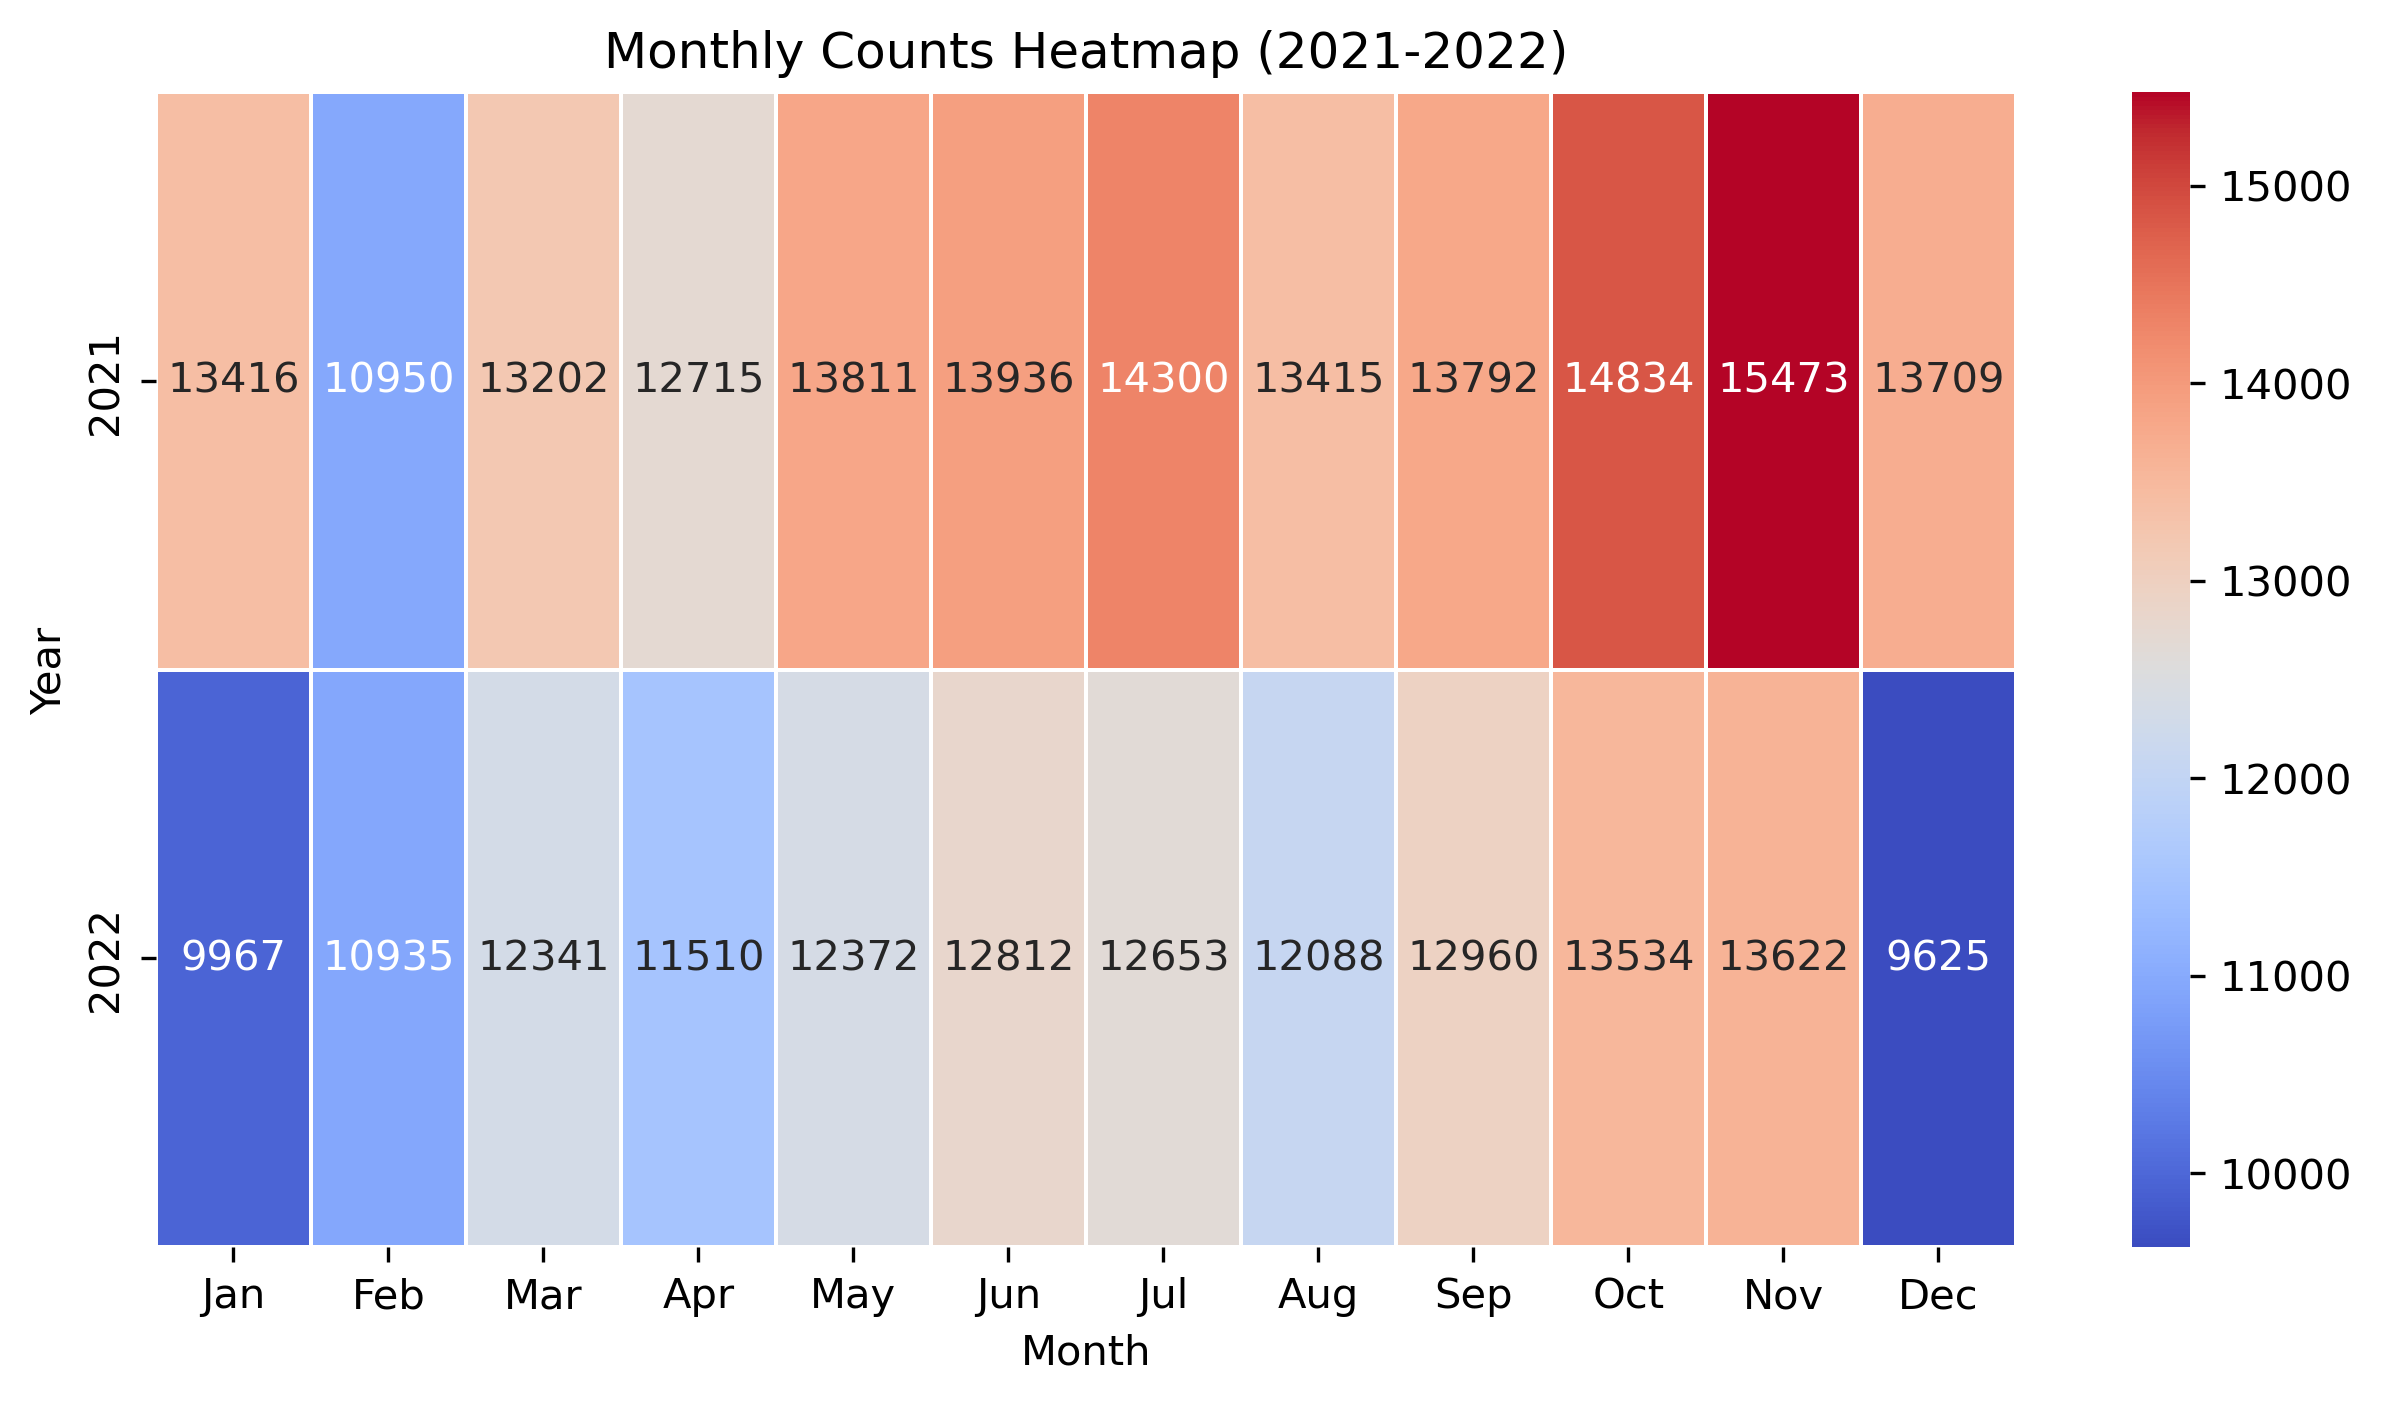 Monthly Counts Heatmap (2021-2022)
Year
2021
13416 10950 13202 12715 13811 13936 14300 13415 13792 14834 15473 13709
2022
9967 10935 12341 11510 12372 12812 12653 12088 12960 13534 13622 9625
Jan Feb Mar Apr May Jun Jul Aug Sep Oct Nov Dec
Month
15000
14000
13000
12000
11000
10000